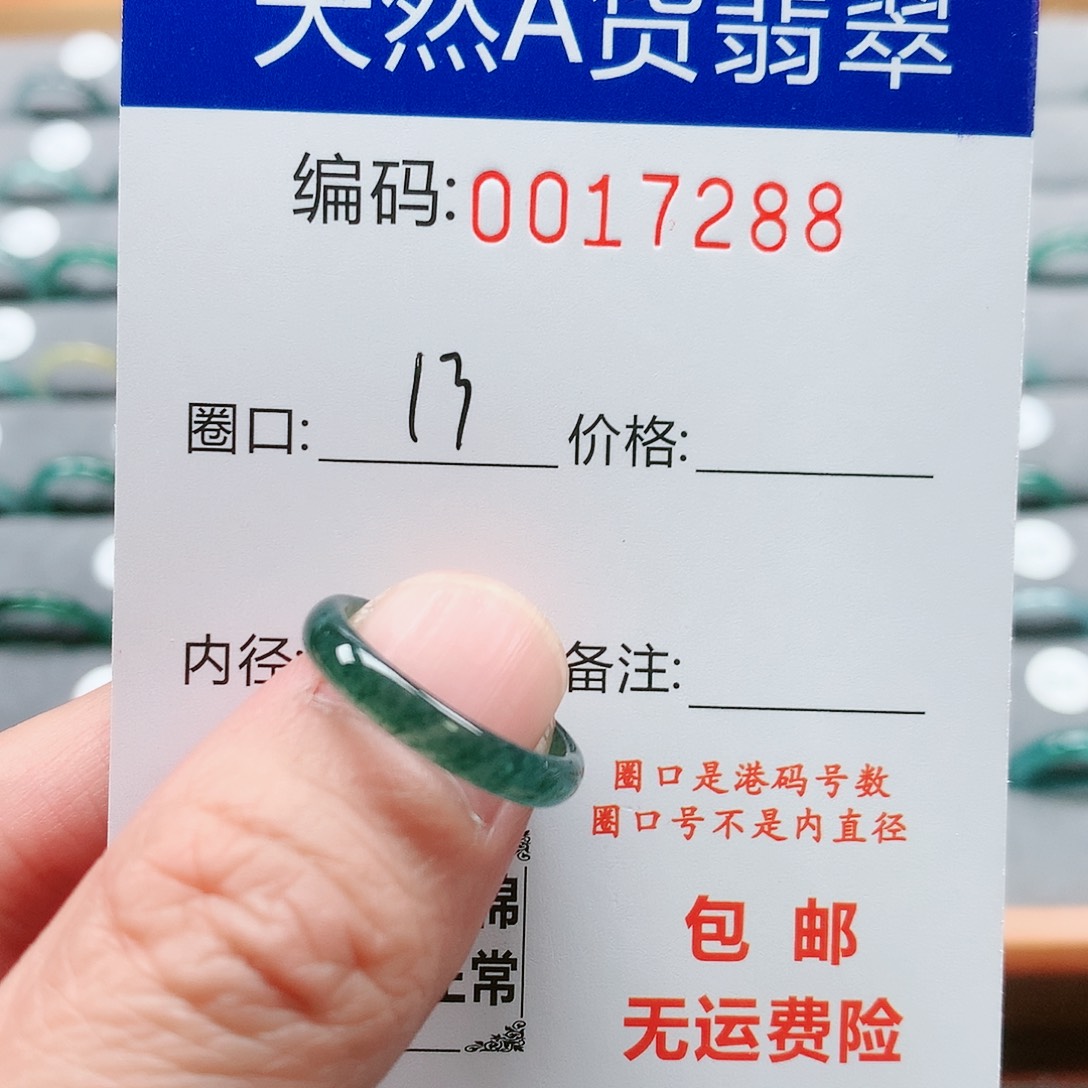 天然A货翡翠
编码:0017288
圈口: 13 价格:
内径: 备注:
圈口是港码号数
圈口号不是内直径
包邮
无运费险
常